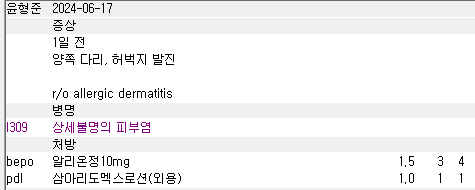 윤형준 2024-06-17
증상
1일 전
양쪽 다리, 허벅지 발진
r/o allergic dermatitis
병명
I309 상세불명의 피부염
처방
bepo 알리온정10mg 1,5 3 4
pdl 삼아리도멕스로션(외용) 1,0 1 1